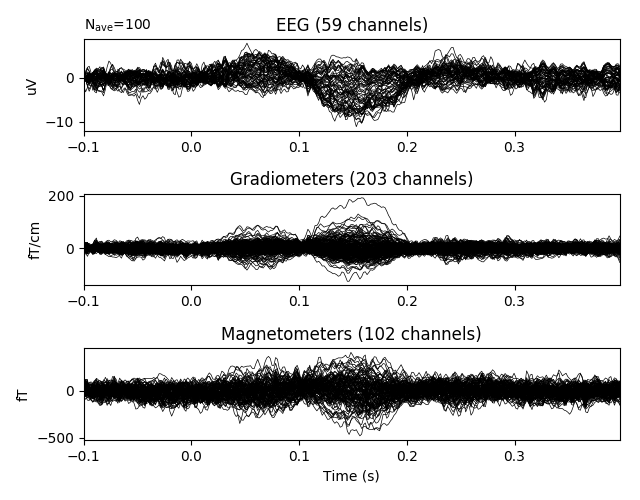 N_ave=100
EEG (59 channels)
uV
0
−10
−0.1 0.0 0.1 0.2 0.3
Gradiometers (203 channels)
fT/cm
200
0
−0.1 0.0 0.1 0.2 0.3
Magnetometers (102 channels)
fT
0
−500
−0.1 0.0 0.1 0.2 0.3
Time (s)